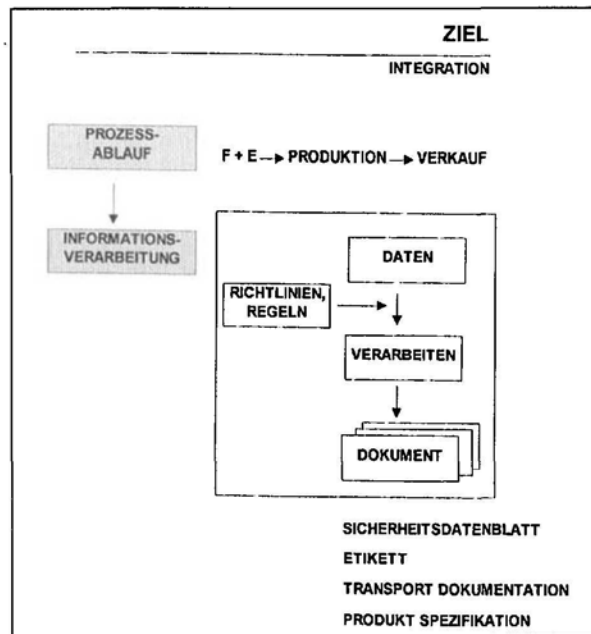 ZIEL
INTEGRATION
PROZESS-
ABLAUF
F + E → PRODUKTION → VERKAUF
INFORMATIONS-
VERARBEITUNG
DATEN
RICHTLINIEN,
REGELN
VERARBEITEN
DOKUMENT
SICHERHEITSDATENBLATT
ETIKETT
TRANSPORT DOKUMENTATION
PRODUKT SPEZIFIKATION